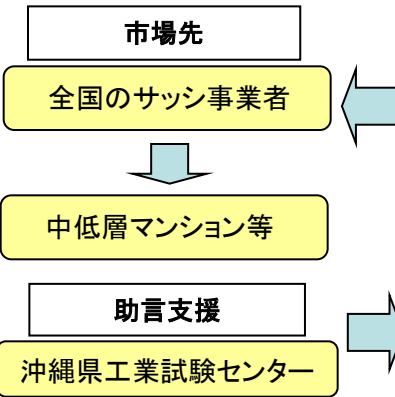 市場先
全国のサッシ事業者
中低層マンション等
助言支援
沖縄県工業試験センター